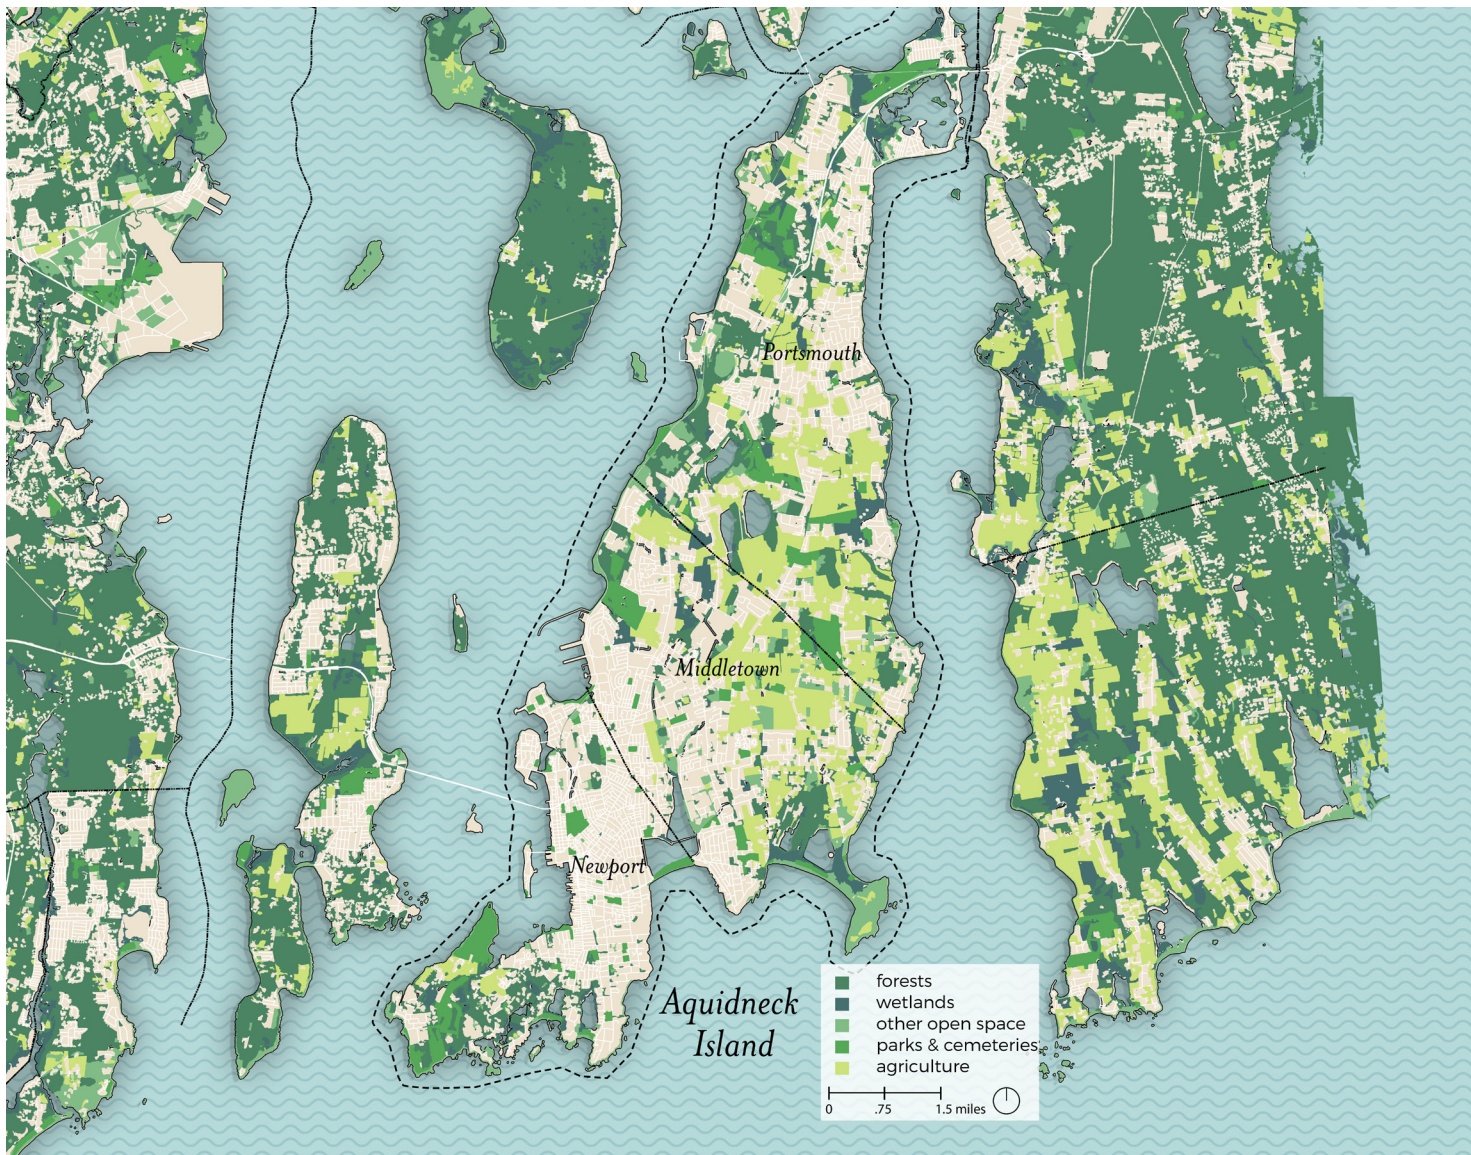 Portsmouth
Middletown
Newport
Aquidneck
Island
forests
wetlands
other open space
parks & cemeteries
agriculture
0 .75 1.5 miles